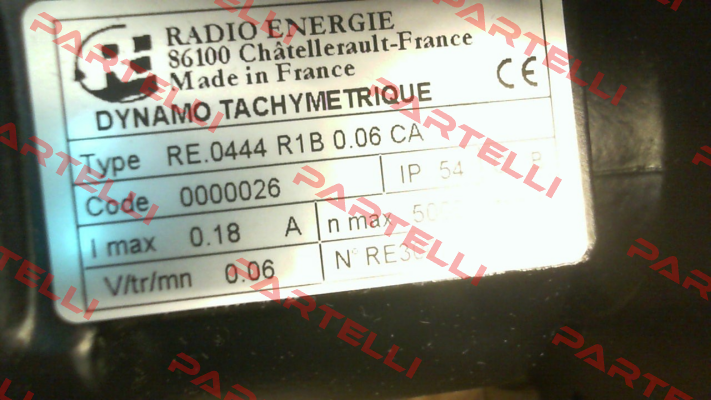 RADIO ENERGIE
86100 Châtellerault-France
Made in France
CE
DYNAMO TACHYMETRIQUE
Type RE.0444 R1B 0.06 CA
Code 0000026 IP 54
I max 0.18 A n max
V/tr/mn 0.06 N°
PARTELLI
PARTELLI
PARTELLI
PARTELLI
PARTELLI
PARTELLI
PARTELLI
PARTELLI